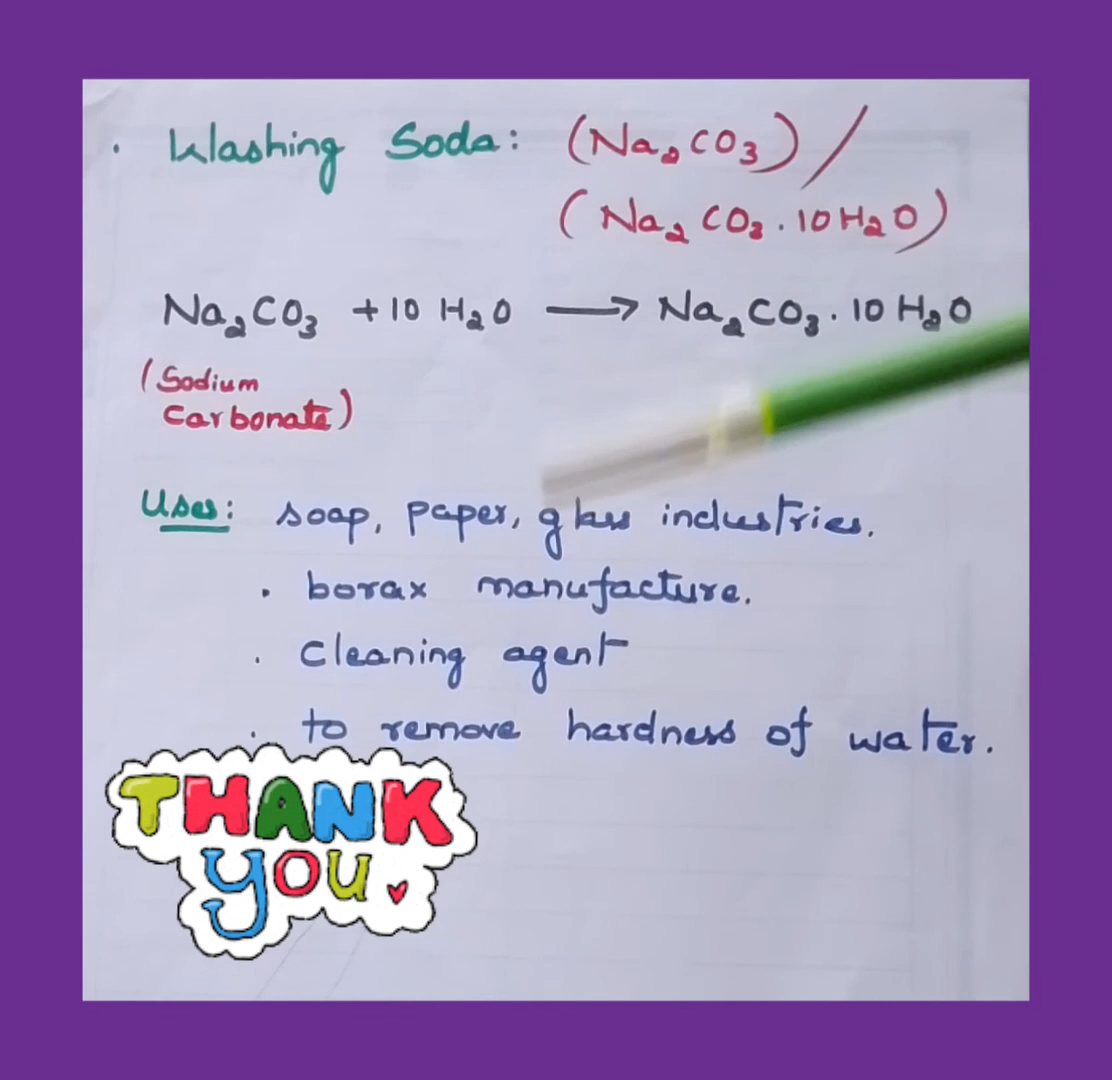 . Washing Soda: (Na₂CO₃) /
(Na₂CO₃ . 10H₂O)
Na₂CO₃ + 10 H₂O ⟶ Na₂CO₃ . 10 H₂O
(Sodium
Carbonate)
Uses: soap, paper, glass industries.
. borax manufacture.
. cleaning agent
. to remove hardness of water.
THANK
YOU